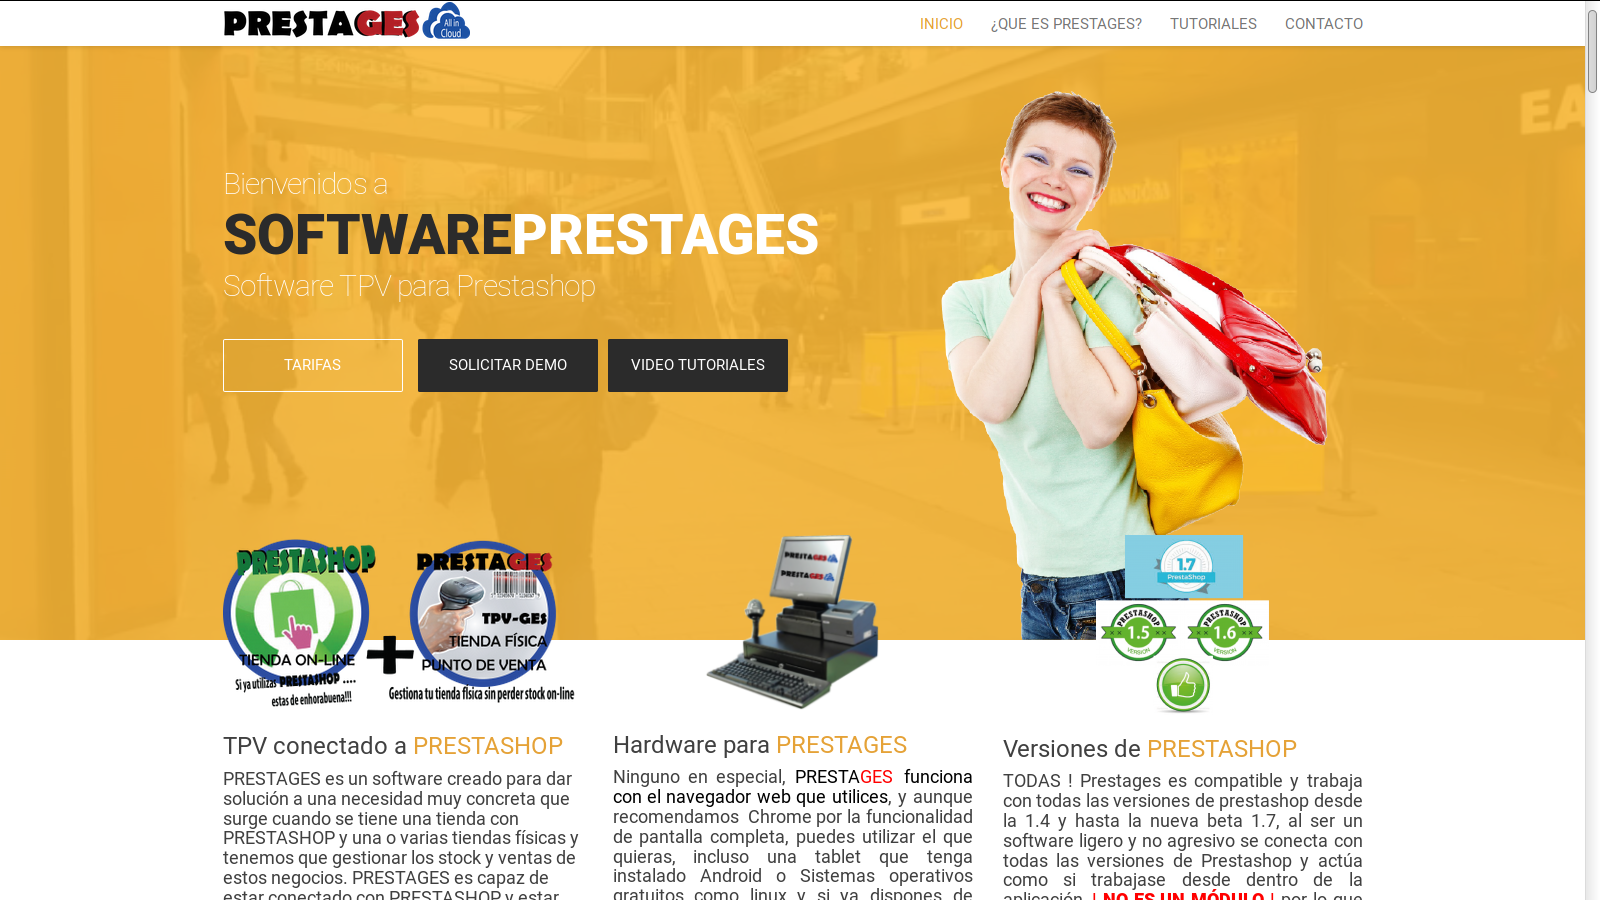 PRESTAGES All in Cloud
INICIO
¿QUE ES PRESTAGES?
TUTORIALES
CONTACTO
EA
Bienvenidos a
SOFTWAREPRESTAGES
Software TPV para Prestashop
TARIFAS
SOLICITAR DEMO
VIDEO TUTORIALES
PRESTASHOP
TIENDA ON-LINE
Si ya utilizas PRESTASHOP ....
estas de enhorabuena!!!
+
PRESTAGES
TPV-GES
TIENDA FÍSICA
PUNTO DE VENTA
Gestiona tu tienda física sin perder stock on-line
PRESTAGES
PRESTAGES
1.7
PrestaShop
PRESTASHOP
1.5
VERSION
PRESTASHOP
1.6
VERSION
TPV conectado a PRESTASHOP
PRESTAGES es un software creado para dar
solución a una necesidad muy concreta que
surge cuando se tiene una tienda con
PRESTASHOP y una o varias tiendas físicas y
tenemos que gestionar los stock y ventas de
estos negocios. PRESTAGES es capaz de
estar conectado con PRESTASHOP y estar
Hardware para PRESTAGES
Ninguno en especial, PRESTAGES funciona
con el navegador web que utilices, y aunque
recomendamos Chrome por la funcionalidad
de pantalla completa, puedes utilizar el que
quieras, incluso una tablet que tenga
instalado Android o Sistemas operativos
gratuitos como linux y si ya dispones de
Versiones de PRESTASHOP
TODAS ! Prestages es compatible y trabaja
con todas las versiones de prestashop desde
la 1.4 y hasta la nueva beta 1.7, al ser un
software ligero y no agresivo se conecta con
todas las versiones de Prestashop y actúa
como si trabajase desde dentro de la
aplicación ¡ NO ES UN MÓDULO ! por lo que